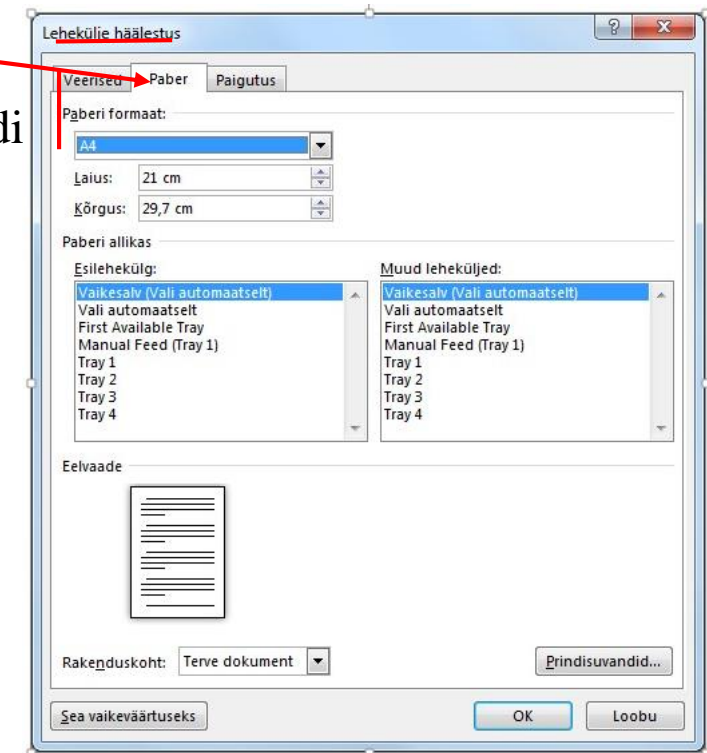 Lehekülje häälestus
Veerised Paber Paigutus
di
Paberi formaat:
A4
Laius: 21 cm
Kõrgus: 29,7 cm
Paberi allikas
Esilehekülg: Muud leheküljed:
Vaikesalv (Vali automaatselt) Vaikesalv (Vali automaatselt)
Vali automaatselt Vali automaatselt
First Available Tray First Available Tray
Manual Feed (Tray 1) Manual Feed (Tray 1)
Tray 1 Tray 1
Tray 2 Tray 2
Tray 3 Tray 3
Tray 4 Tray 4
Eelvaade
Rakenduskoht: Terve dokument Prindisuvandid...
Sea vaikeväärtuseks OK Loobu